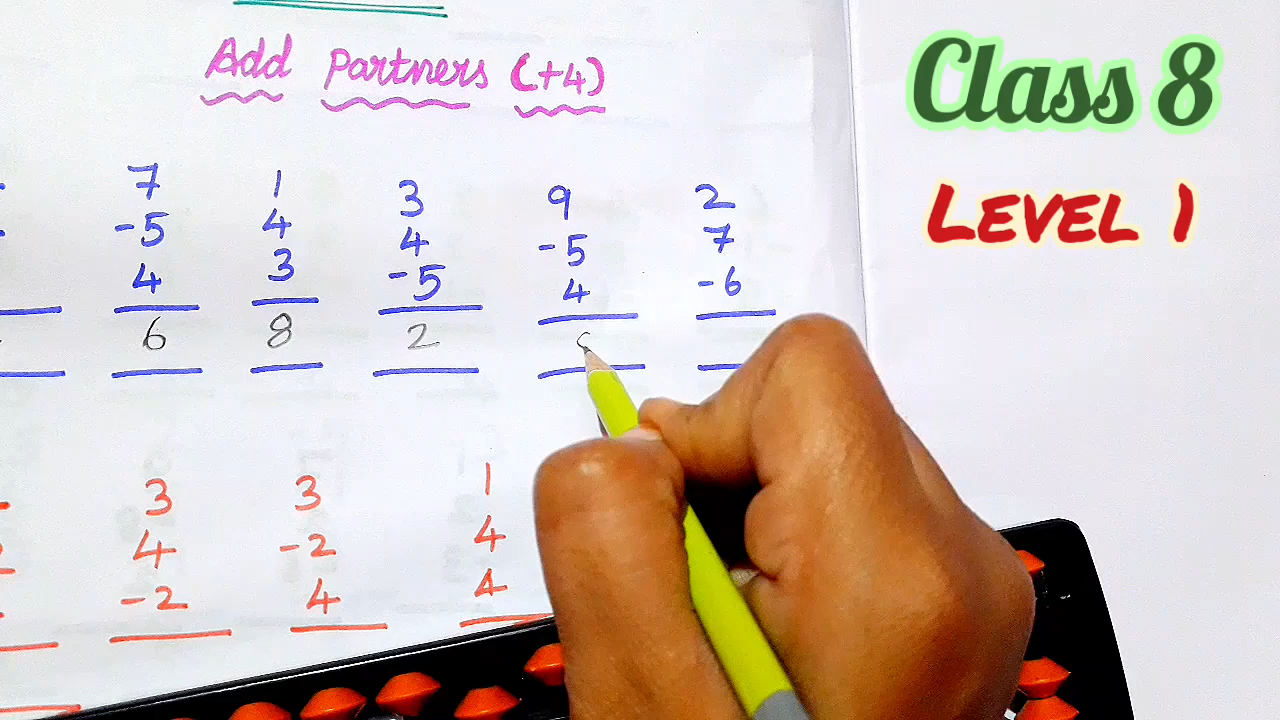 Add Partners (+4)
Class 8
Level 1
7 1 3 9 2
-5 4 4 -5 7
4 3 -5 4 -6
6 8 2
3 3 1
4 -2 4
-2 4 4